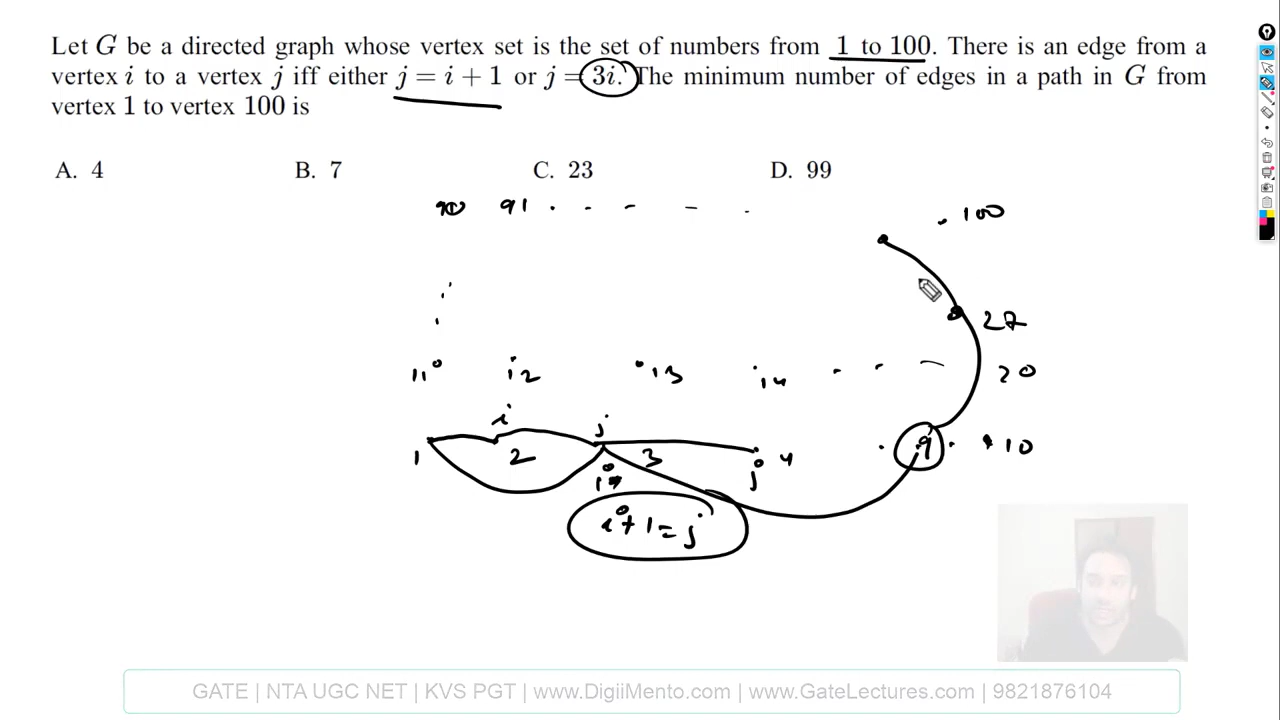 Let G be a directed graph whose vertex set is the set of numbers from 1 to 100. There is an edge from a
vertex i to a vertex j iff either j = i + 1 or j = 3i. The minimum number of edges in a path in G from
vertex 1 to vertex 100 is
A. 4 B. 7 C. 23 D. 99
91 100
27
11 12 13 14 20
i j
1 2 3 4 9 10
i j
i+1=j
GATE | NTA UGC NET | KVS PGT | www.DigiiMento.com | www.GateLectures.com | 9821876104